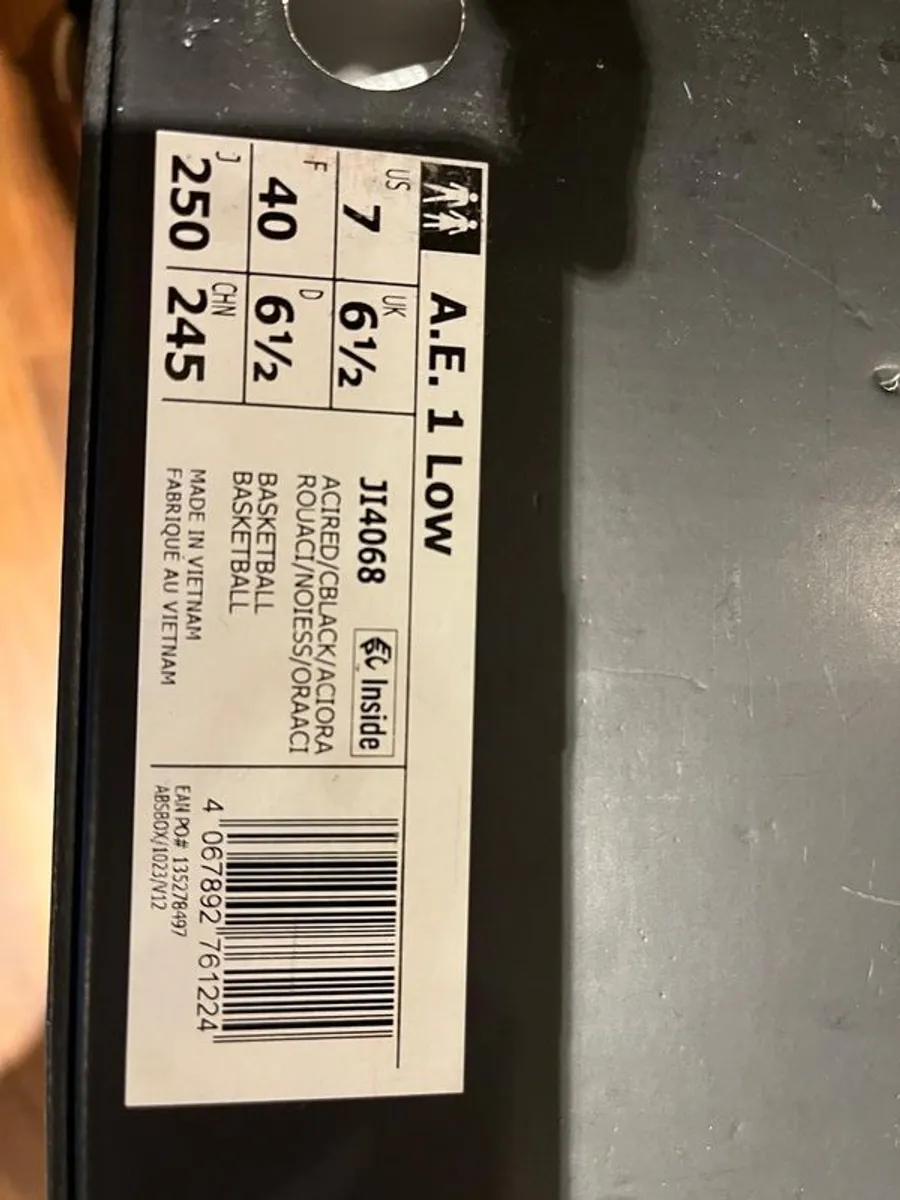 A.E. 1 Low
US
7
UK
6½
F
40
D
6½
J
250
CHN
245
JI4068
Inside
ACIRED/CBLACK/ACIORA
ROUACI/NOIESS/ORAACI
BASKETBALL
BASKETBALL
MADE IN VIETNAM
FABRIQUÉ AU VIETNAM
4 067892 761224
EAN PO# 135278497
ABSBOX/1023/V12